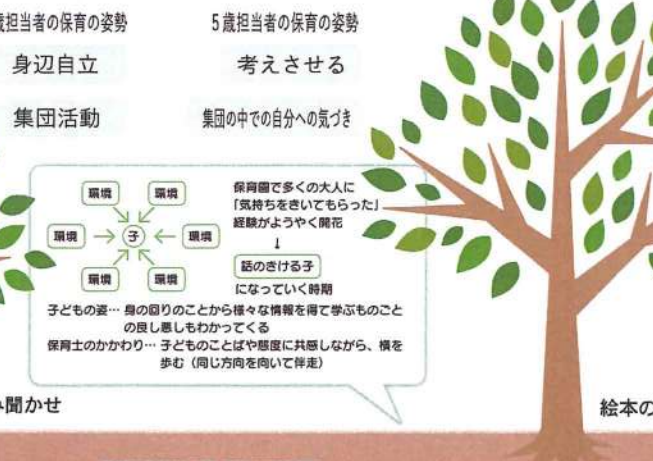 歳担当者の保育の姿勢
5歳担当者の保育の姿勢
身辺自立
考えさせる
集団活動
集団の中での自分への気づき
環境
環境
環境
子
環境
環境
環境
保育園で多くの大人に
「気持ちをきいてもらった」
経験がようやく開花
↓
話のきける子
になっていく時期
子どもの姿… 身の回りのことから様々な情報を得て学ぶものごと
の良し悪しもわかってくる
保育士のかかわり… 子どものことばや態度に共感しながら、横を
歩む（同じ方向を向いて伴走）
み聞かせ
絵本の